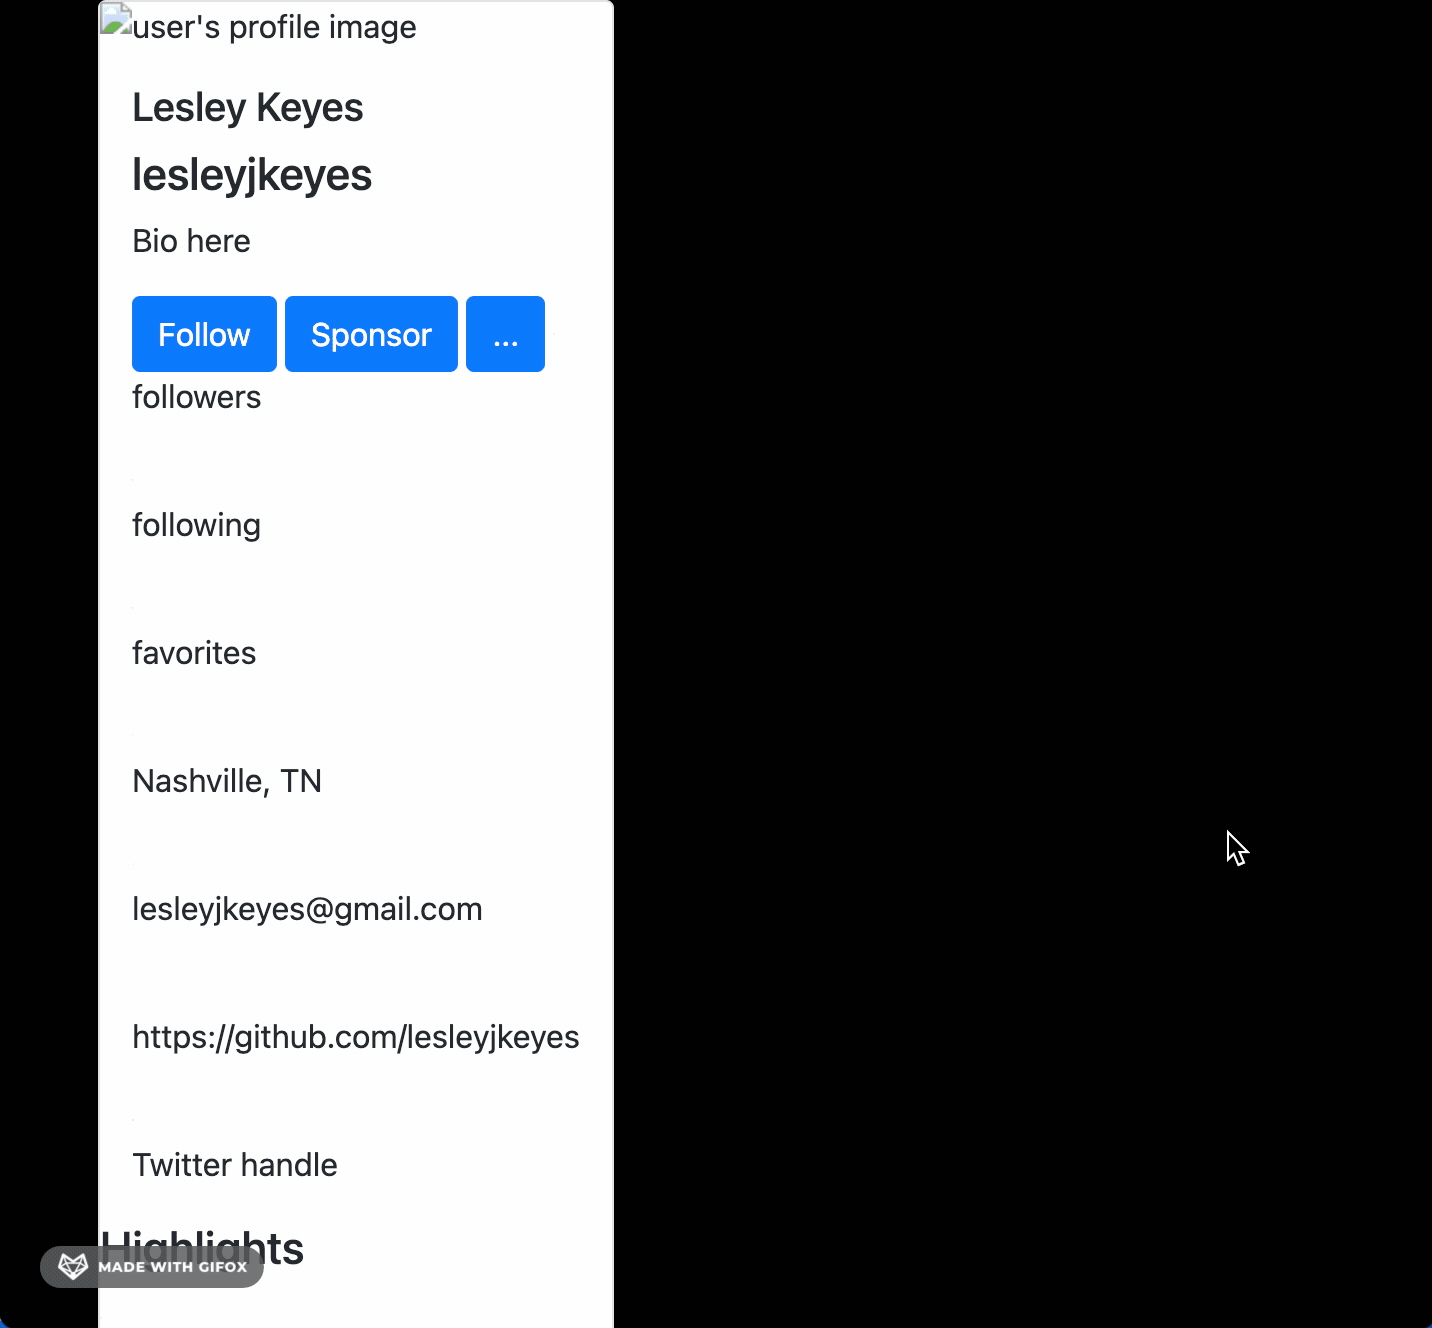 user's profile image
Lesley Keyes
lesleyjkeyes
Bio here
Follow Sponsor ...
followers
following
favorites
Nashville, TN
lesleyjkeyes@gmail.com
https://github.com/lesleyjkeyes
Twitter handle
Highlights
MADE WITH GIFOX